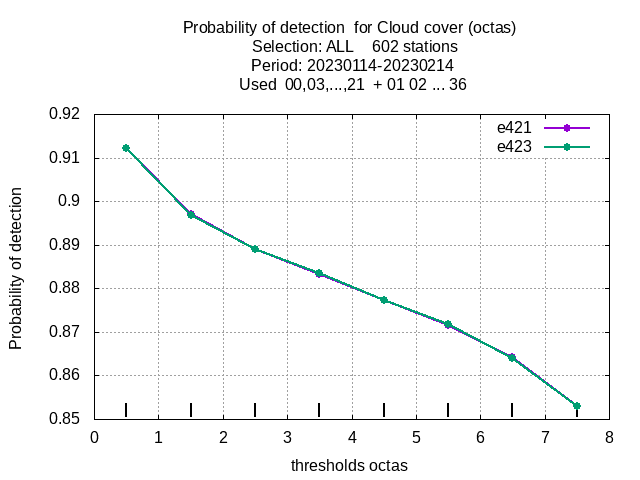 Probability of detection  for Cloud cover (octas)
Selection: ALL    602 stations
Period: 20230114-20230214
Used  00,03,...,21  + 01 02 ... 36
e421
e423
Probability of detection
0.92
0.91
0.9
0.89
0.88
0.87
0.86
0.85
0 1 2 3 4 5 6 7 8
thresholds octas